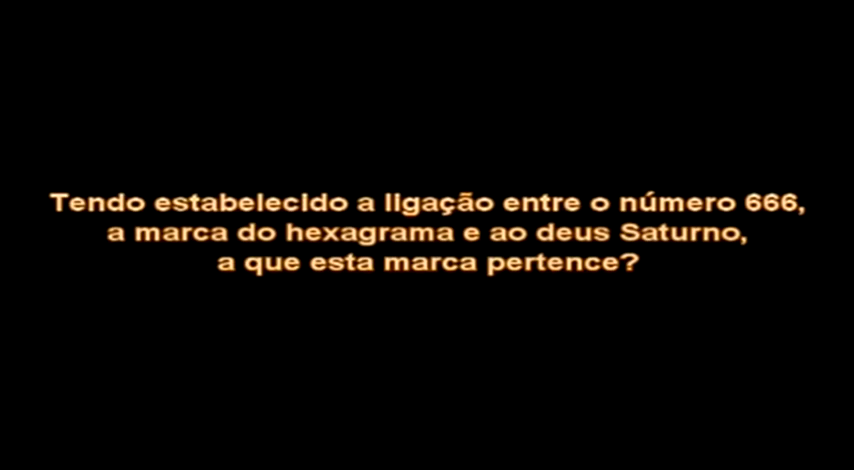 Tendo estabelecido a ligação entre o número 666,
a marca do hexagrama e ao deus Saturno,
a que esta marca pertence?